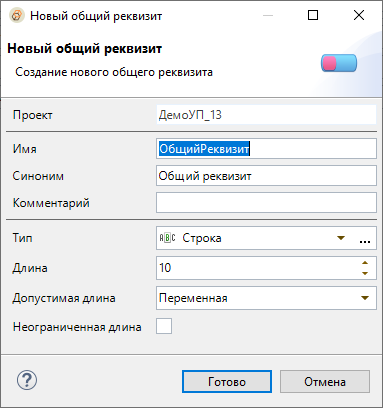 Новый общий реквизит
Новый общий реквизит
Создание нового общего реквизита
Проект ДемоУП_13
Имя ОбщийРеквизит
Синоним Общий реквизит
Комментарий
Тип ABC Строка ...
Длина 10
Допустимая длина Переменная
Неограниченная длина
? Готово Отмена